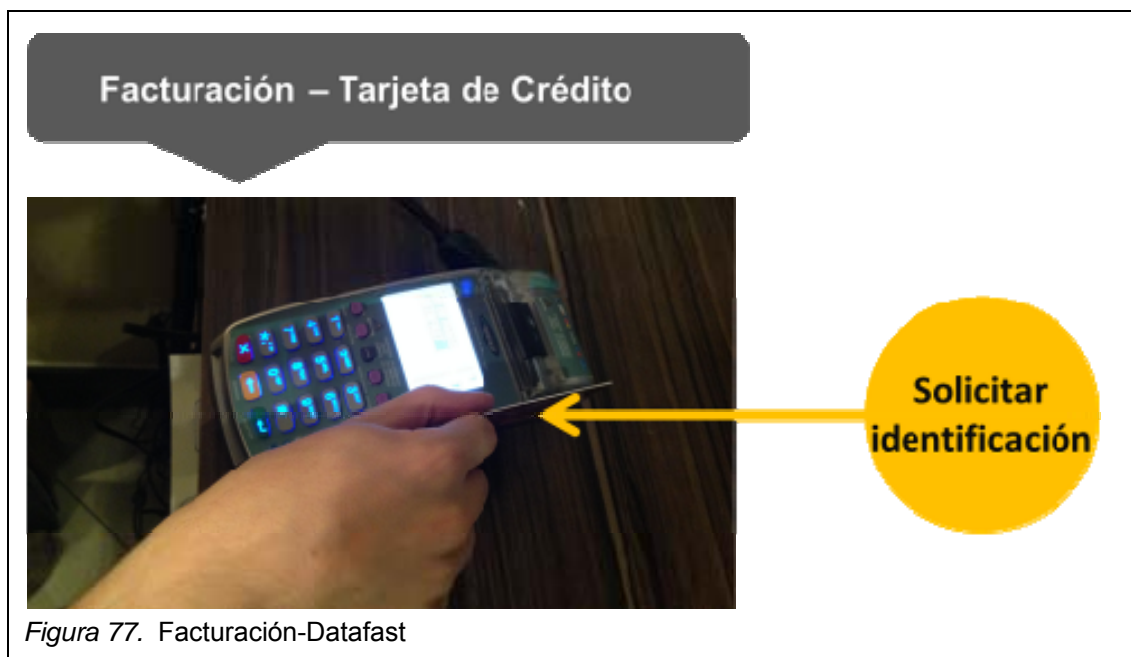 Facturación – Tarjeta de Crédito
Solicitar
identificación
Figura 77. Facturación-Datafast